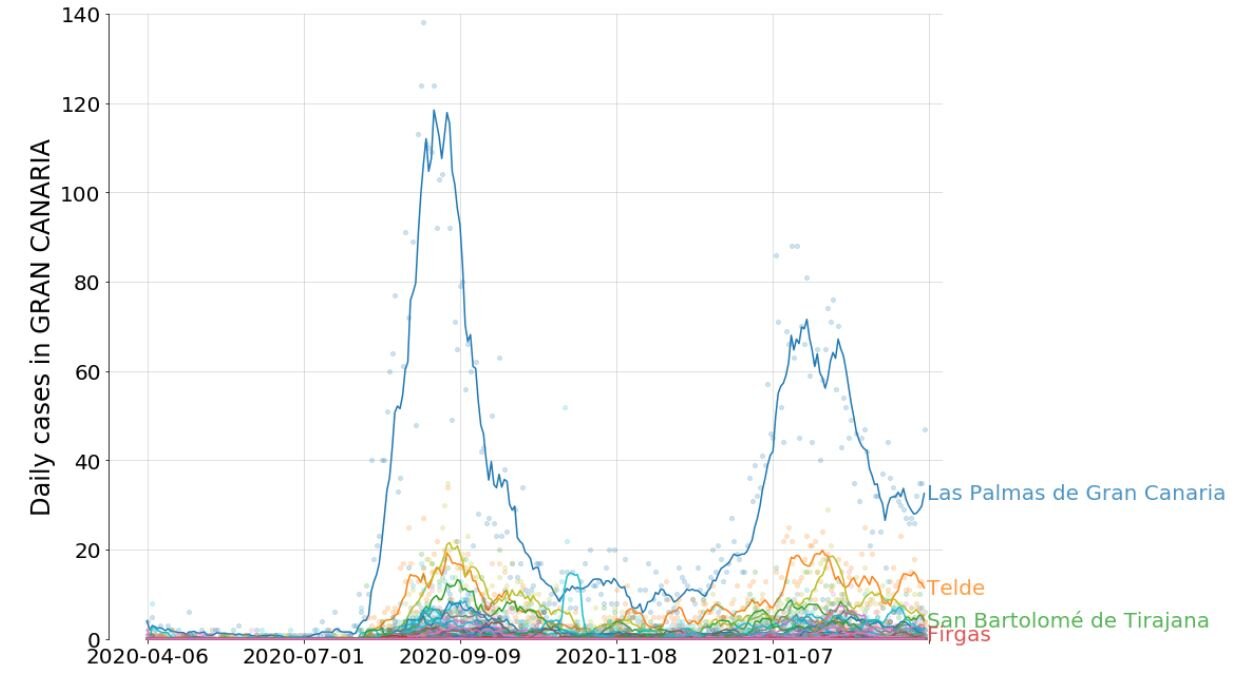 140
120
100
80
60
40
20
0
Daily cases in GRAN CANARIA
Las Palmas de Gran Canaria
Telde
San Bartolomé de Tirajana
Firgas
2020-04-06 2020-07-01 2020-09-09 2020-11-08 2021-01-07